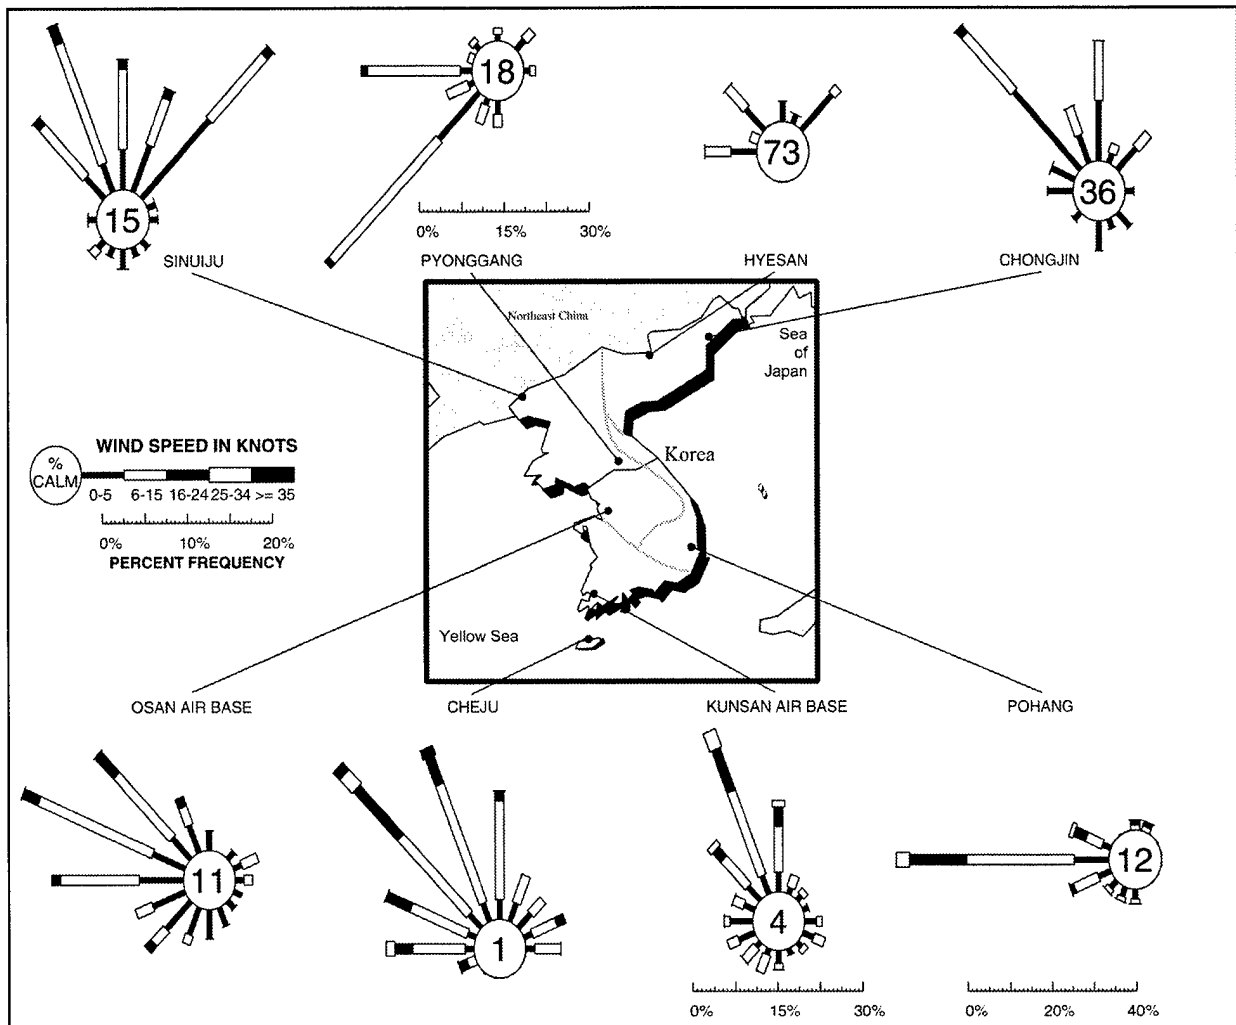 15
18
73
36
0% 15% 30%
SINUIJU
PYONGGANG
HYESAN
CHONGJIN
Northeast China
Sea
of
Japan
Korea
Yellow Sea
WIND SPEED IN KNOTS
%
CALM
0-5 6-15 16-24 25-34 >= 35
0% 10% 20%
PERCENT FREQUENCY
OSAN AIR BASE
CHEJU
KUNSAN AIR BASE
POHANG
11
1
4
12
0% 15% 30%
0% 20% 40%